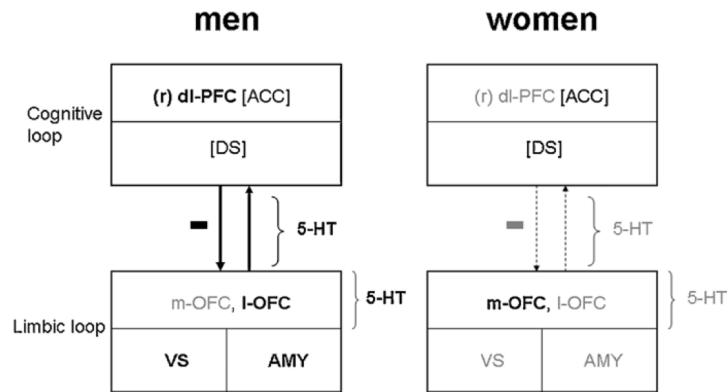 men women
Cognitive loop
(r) dl-PFC [ACC]
[DS]
(r) dl-PFC [ACC]
[DS]
5-HT
5-HT
Limbic loop
m-OFC, l-OFC
5-HT
VS AMY
m-OFC, l-OFC
5-HT
VS AMY